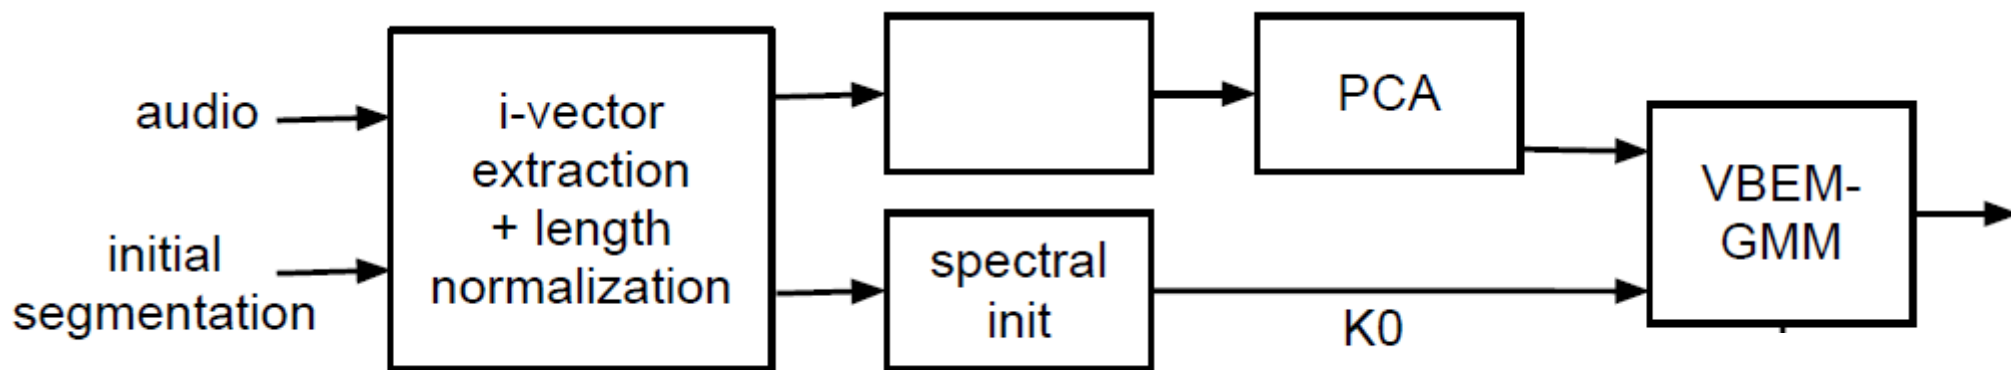 audio
initial
segmentation
i-vector
extraction
+ length
normalization
PCA
spectral
init
K0
VBEM-
GMM